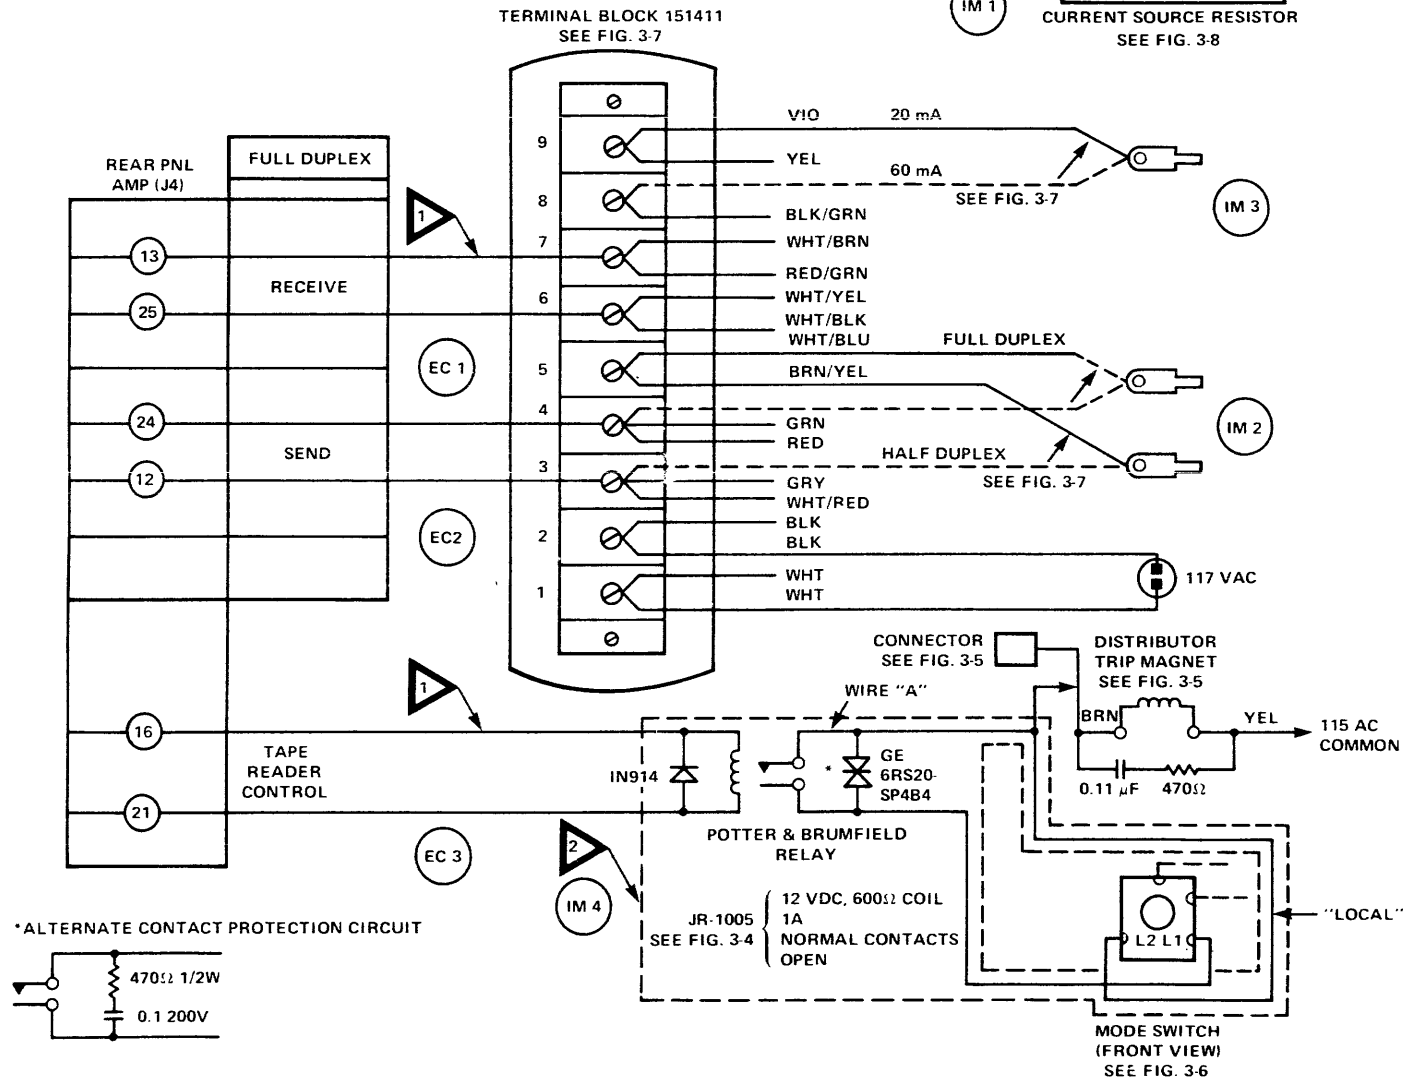 TERMINAL BLOCK 151411
SEE FIG. 3-7
IM 1
CURRENT SOURCE RESISTOR
SEE FIG. 3-8
REAR PNL
AMP (J4)
FULL DUPLEX
13
RECEIVE
25
24
SEND
12
16
TAPE
READER
CONTROL
21
1
EC 1
EC2
1
EC 3
9
8
7
6
5
4
3
2
1
VIO
20 mA
YEL
60 mA
SEE FIG. 3-7
IM 3
BLK/GRN
WHT/BRN
RED/GRN
WHT/YEL
WHT/BLK
WHT/BLU
FULL DUPLEX
BRN/YEL
GRN
RED
IM 2
HALF DUPLEX
SEE FIG. 3-7
GRY
WHT/RED
BLK
BLK
WHT
WHT
117 VAC
CONNECTOR
SEE FIG. 3-5
DISTRIBUTOR
TRIP MAGNET
SEE FIG. 3-5
WIRE "A"
BRN
YEL
115 AC
COMMON
0.11 μF
470Ω
IN914
*
GE
6RS20-
SP4B4
POTTER & BRUMFIELD
RELAY
2
IM 4
JR-1005
SEE FIG. 3-4
12 VDC, 600Ω COIL
1A
NORMAL CONTACTS
OPEN
L2 L1
"LOCAL"
MODE SWITCH
(FRONT VIEW)
SEE FIG. 3-6
*ALTERNATE CONTACT PROTECTION CIRCUIT
470Ω 1/2W
0.1 200V